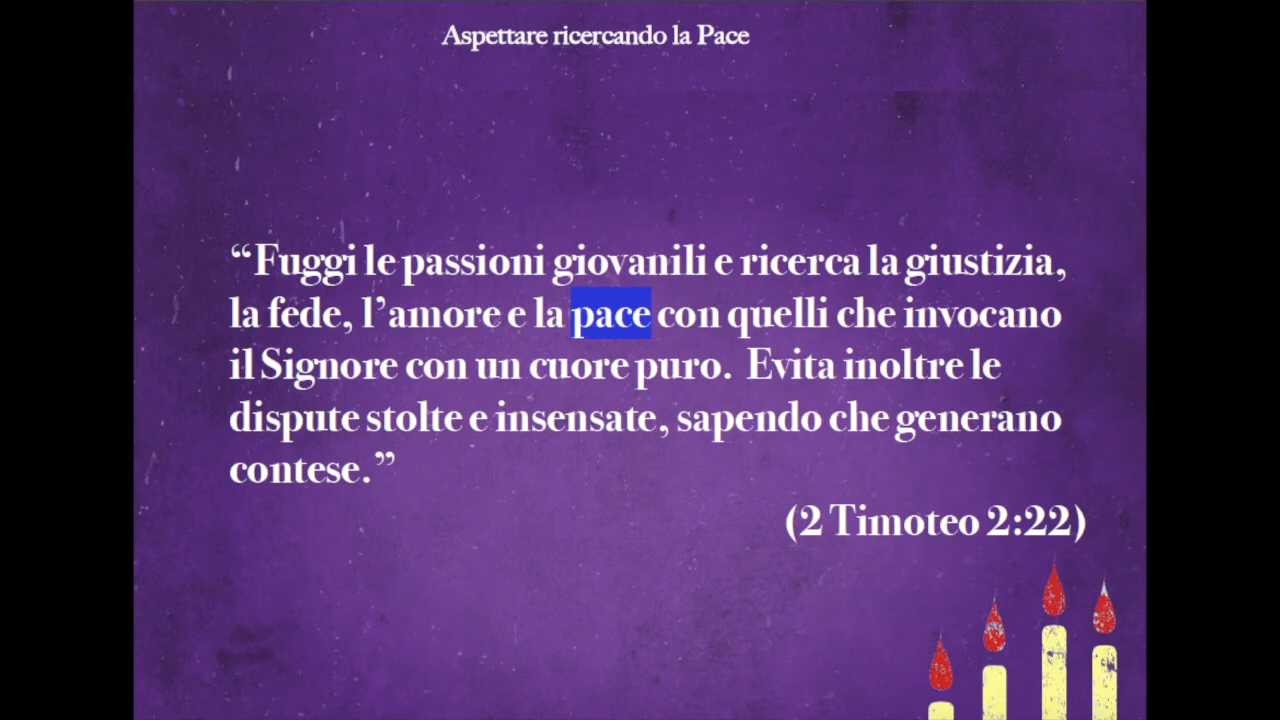 Aspettare ricercando la Pace
“Fuggi le passioni giovanili e ricerca la giustizia,
la fede, l’amore e la pace con quelli che invocano
il Signore con un cuore puro.  Evita inoltre le
dispute stolte e insensate, sapendo che generano
contese.”
(2 Timoteo 2:22)